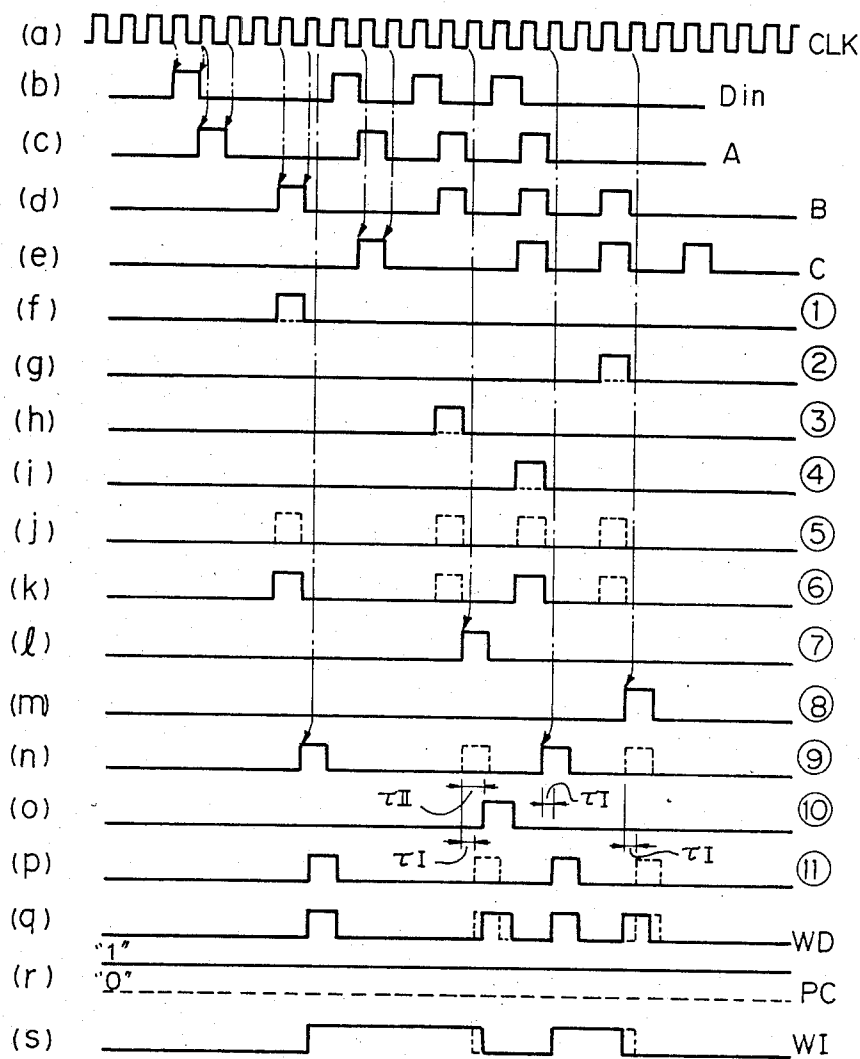 (a) CLK
(b) Din
(c) A
(d) B
(e) C
(f) ①
(g) ②
(h) ③
(i) ④
(j) ⑤
(k) ⑥
(ℓ) ⑦
(m) ⑧
(n) ⑨
τII τI
(o) ⑩
τI τI
(p) ⑪
(q) WD
"1"
(r) "0" PC
(s) WI